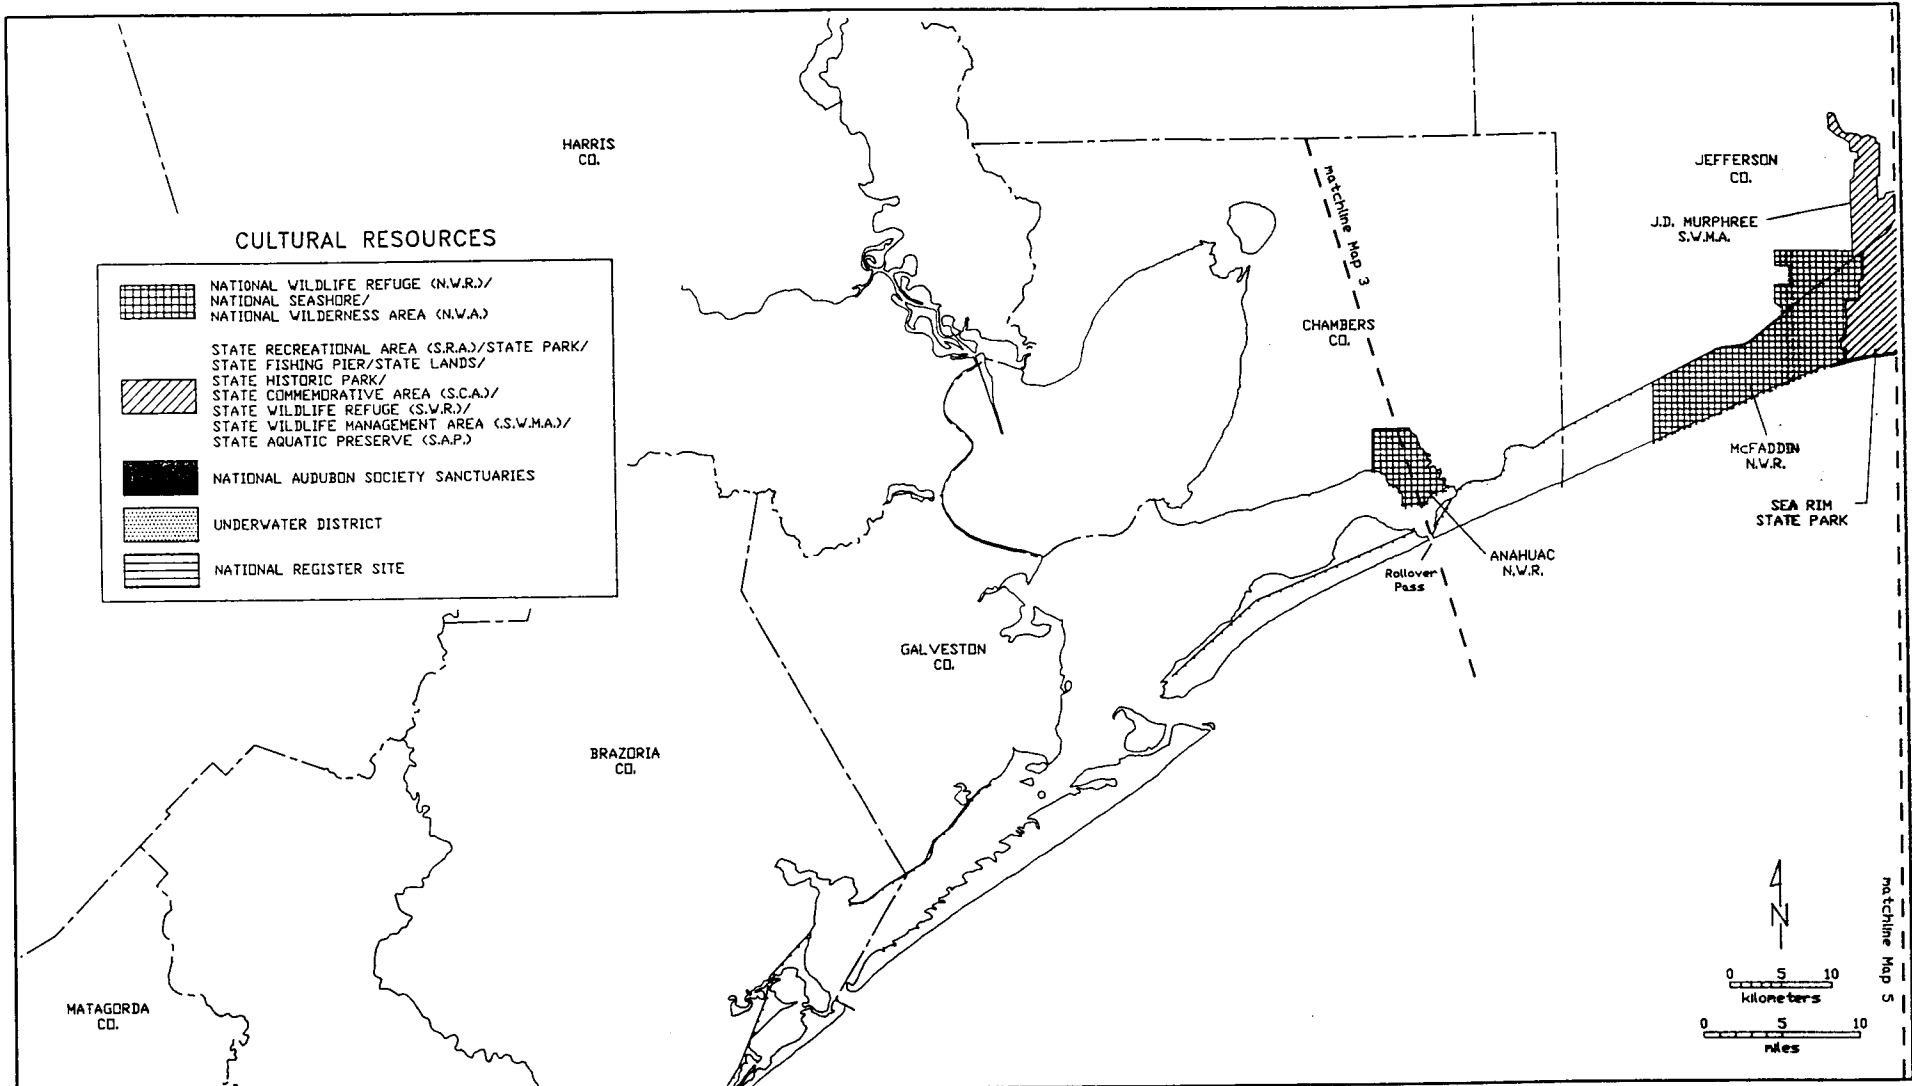 HARRIS
CO.
JEFFERSON
CO.
J.D. MURPHREE
S.W.M.A.
matchline Map 3
CHAMBERS
CO.
CULTURAL RESOURCES
NATIONAL WILDLIFE REFUGE (N.W.R.)/
NATIONAL SEASHORE/
NATIONAL WILDERNESS AREA (N.W.A.)
STATE RECREATIONAL AREA (S.R.A.)/STATE PARK/
STATE FISHING PIER/STATE LANDS/
STATE HISTORIC PARK/
STATE COMMEMORATIVE AREA (S.C.A.)/
STATE WILDLIFE REFUGE (S.W.R.)/
STATE WILDLIFE MANAGEMENT AREA (.S.W.M.A.)/
STATE AQUATIC PRESERVE (S.A.P.)
NATIONAL AUDUBON SOCIETY SANCTUARIES
UNDERWATER DISTRICT
NATIONAL REGISTER SITE
McFADDIN
N.W.R.
SEA RIM
STATE PARK
ANAHUAC
N.W.R.
Rollover
Pass
GALVESTON
CO.
BRAZORIA
CO.
MATAGORDA
CO.
matchline Map 5
N
0 5 10
kilometers
0 5 10
miles